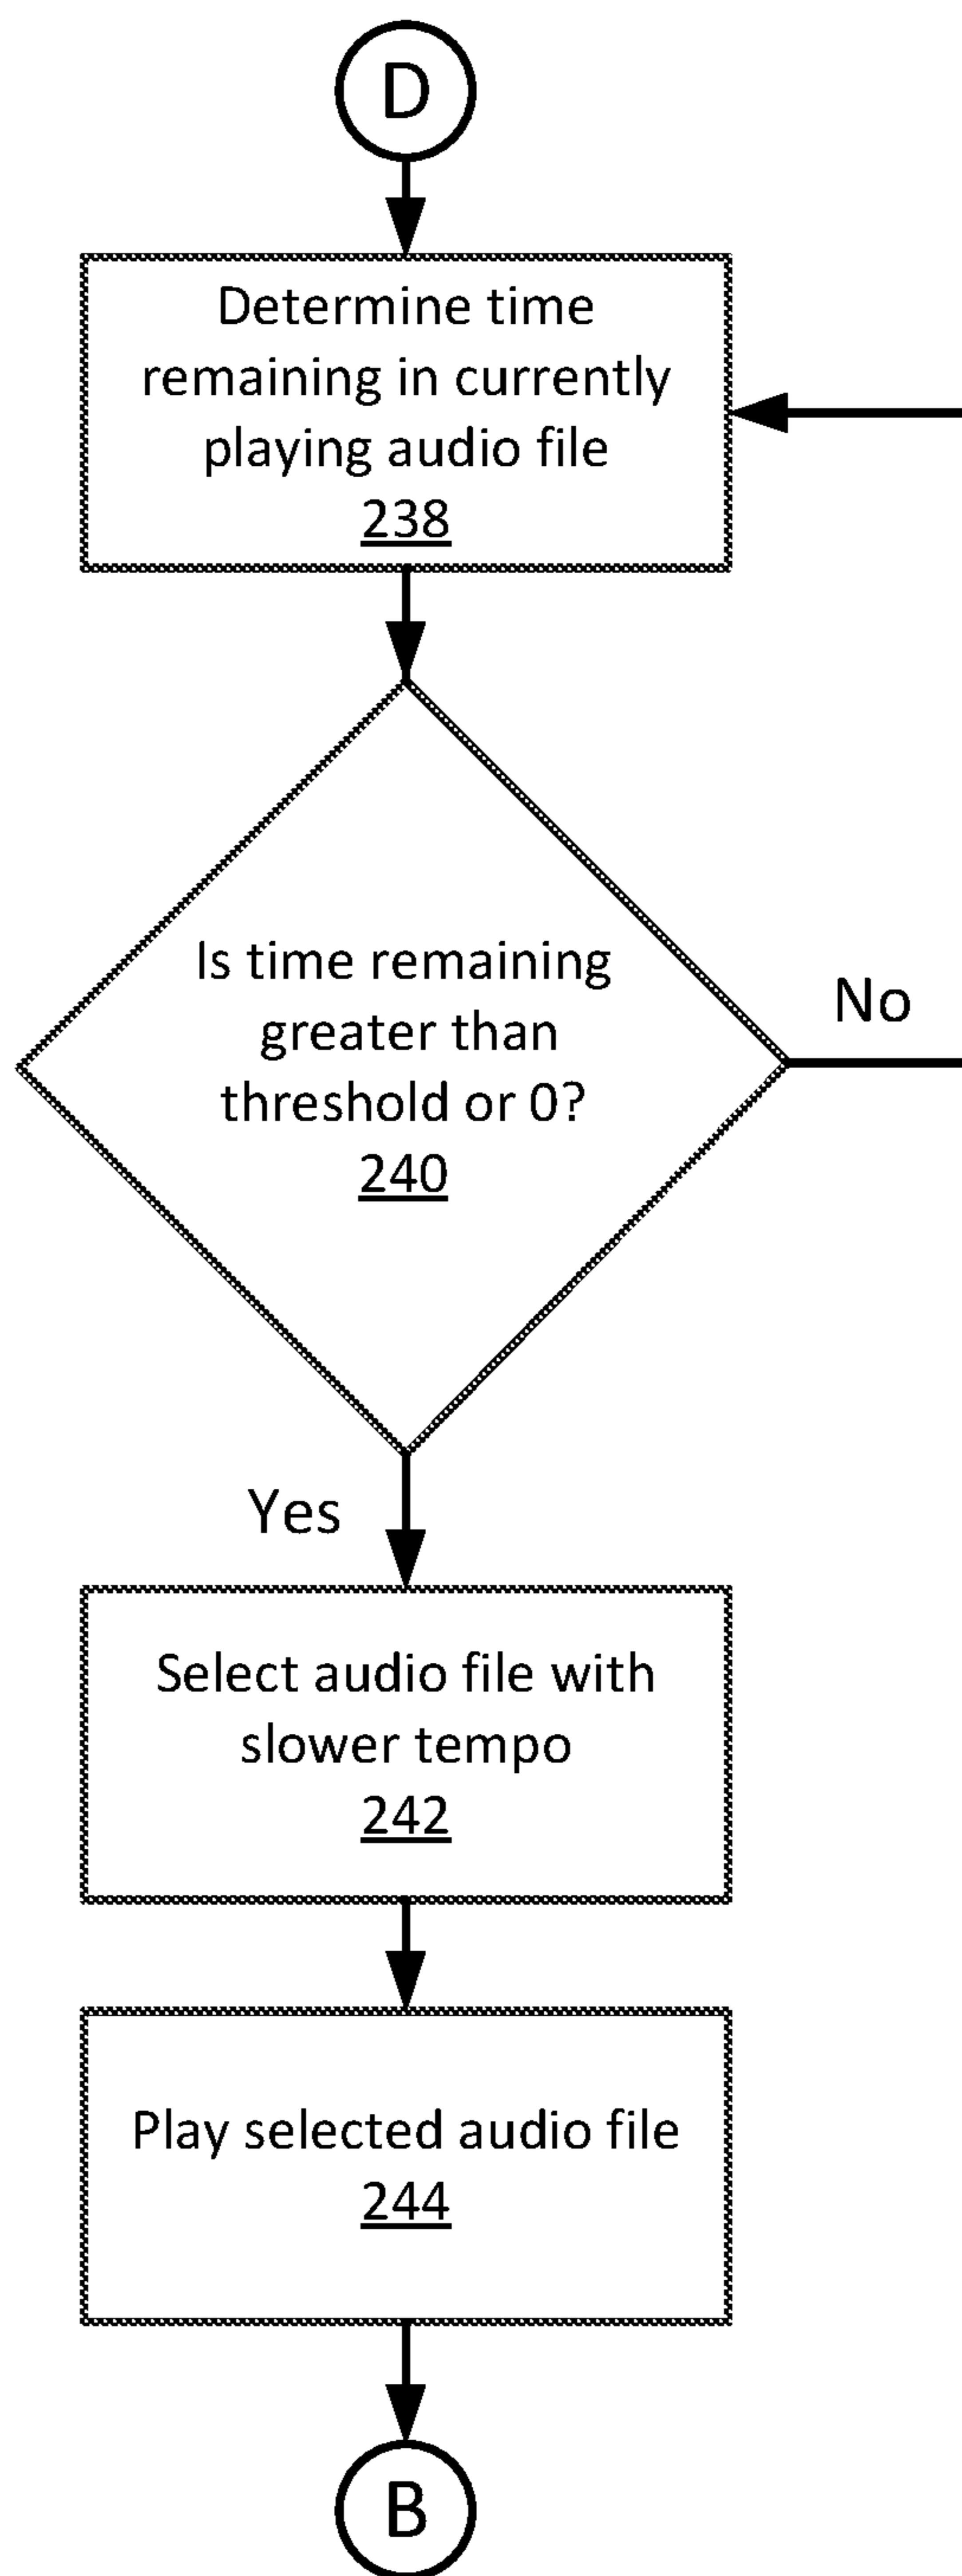 D
Determine time
remaining in currently
playing audio file
238
Is time remaining
greater than
threshold or 0?
240
No
Yes
Select audio file with
slower tempo
242
Play selected audio file
244
B